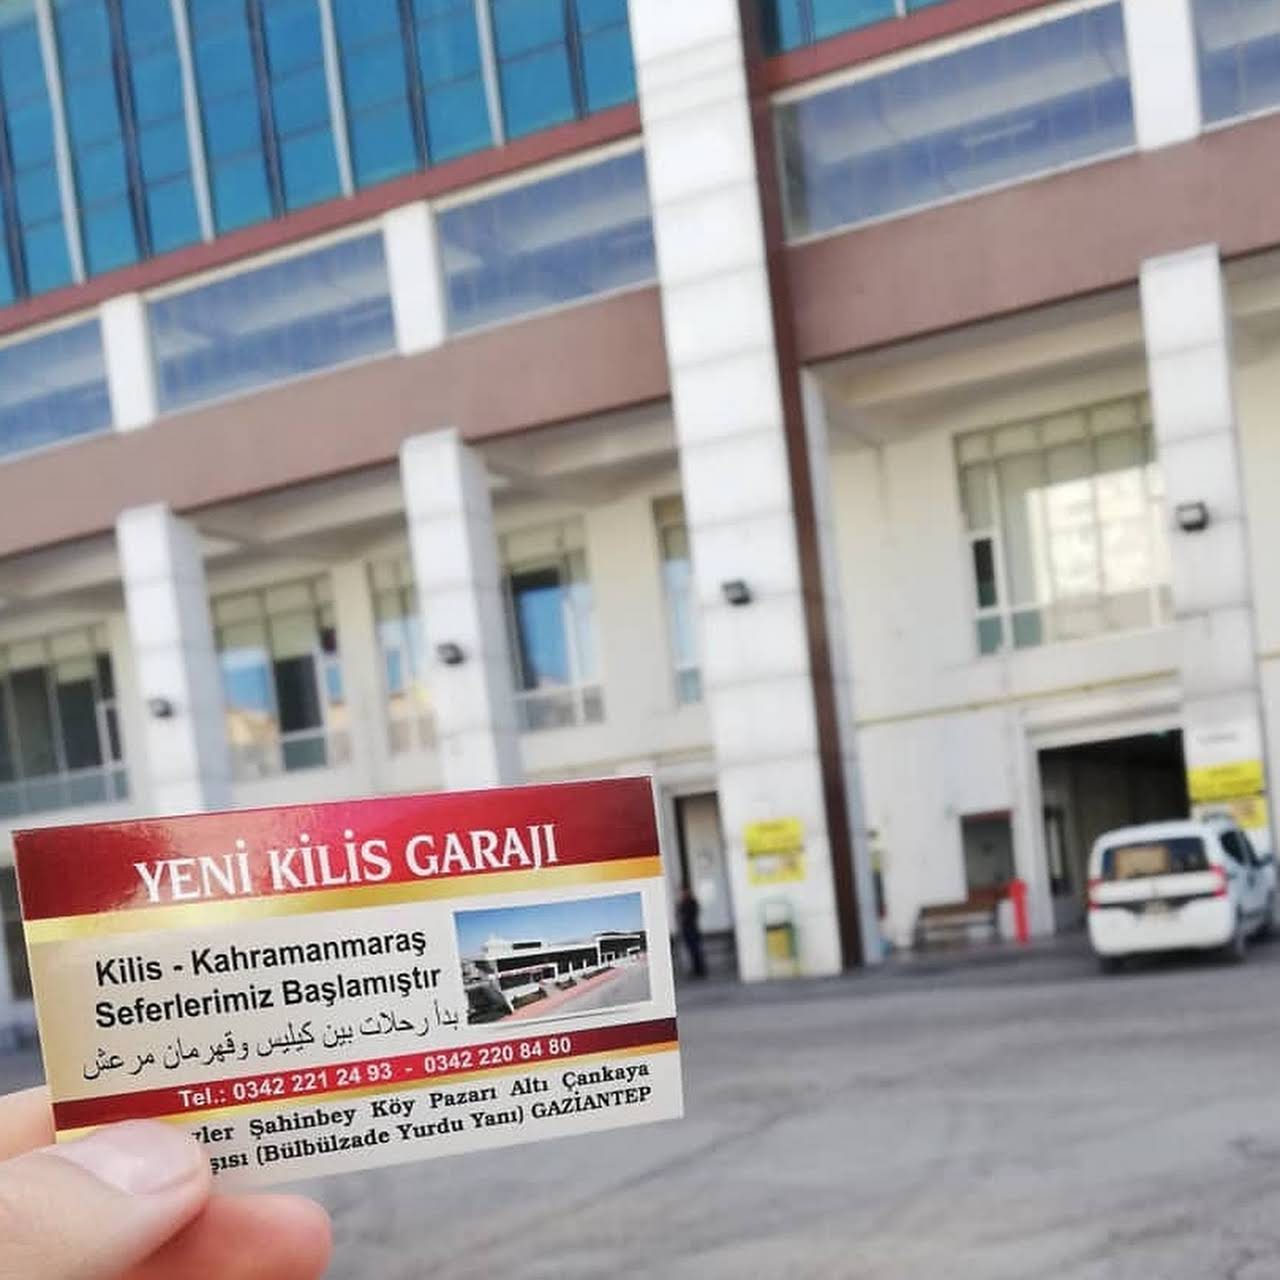 YENİ KİLİS GARAJI
Kilis - Kahramanmaraş
Seferlerimiz Başlamıştır
بدأ رحلات بين كيليس وقهرمان مرعش
Tel.: 0342 221 24 93 - 0342 220 84 80
Şahinbey Köy Pazarı Altı Çankaya
(Bülbülzade Yurdu Yanı) GAZİANTEP